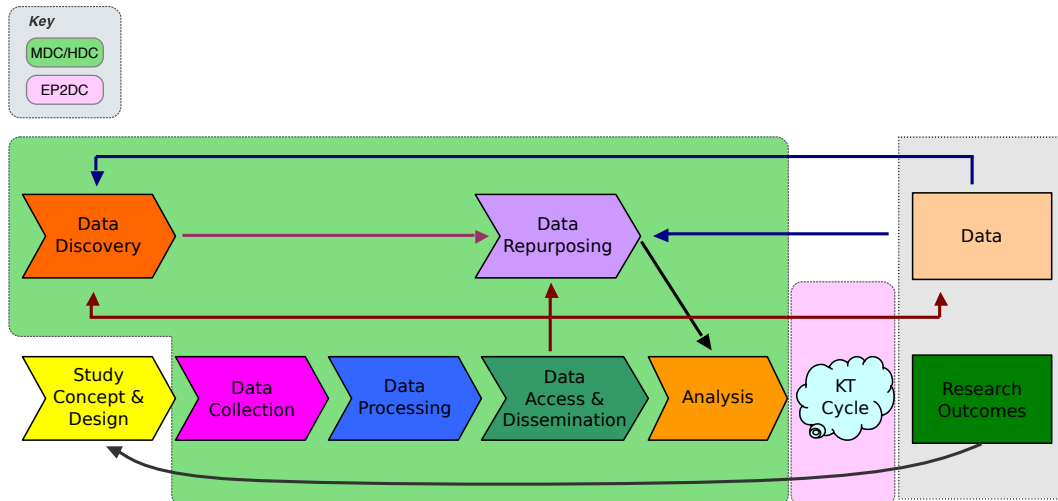 Key
MDC/HDC
EP2DC
Data
Discovery
Data
Repurposing
Data
Study
Concept &
Design
Data
Collection
Data
Processing
Data
Access &
Dissemination
Analysis
KT
Cycle
Research
Outcomes